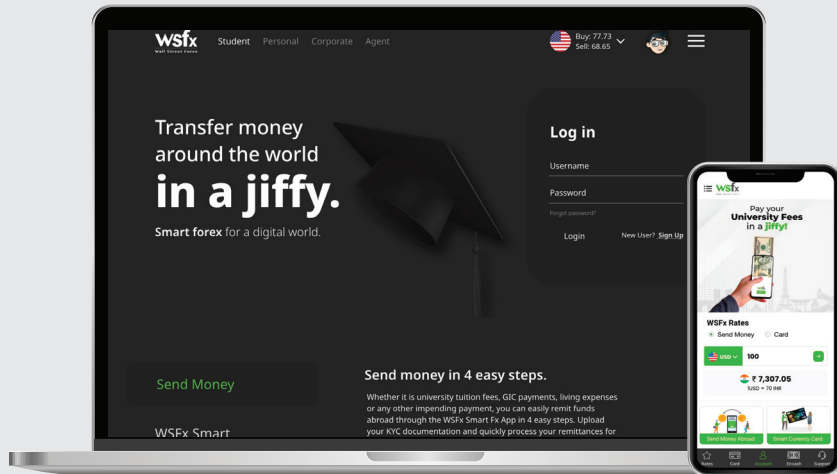 WSfx
Wall Street Forex
Student Personal Corporate Agent
Buy: 77.73
Sell: 68.65
Transfer money
around the world
in a jiffy.
Smart forex for a digital world.
Log in
Username
Password
Forgot password?
Login New User? Sign Up
Send Money
WSFx Smart
Send money in 4 easy steps.
Whether it is university tuition fees, GIC payments, living expenses
or any other impending payment, you can easily remit funds
abroad through the WSFx Smart Fx App in 4 easy steps. Upload
your KYC documentation and quickly process your remittances for
WSfx
Pay your
University Fees
in a jiffy!
WSFx Rates
Send Money Card
USD 100
₹ 7,307.05
1USD = 70 INR
Send Money Abroad Smart Currency Card
Rates Card Account Encash Support